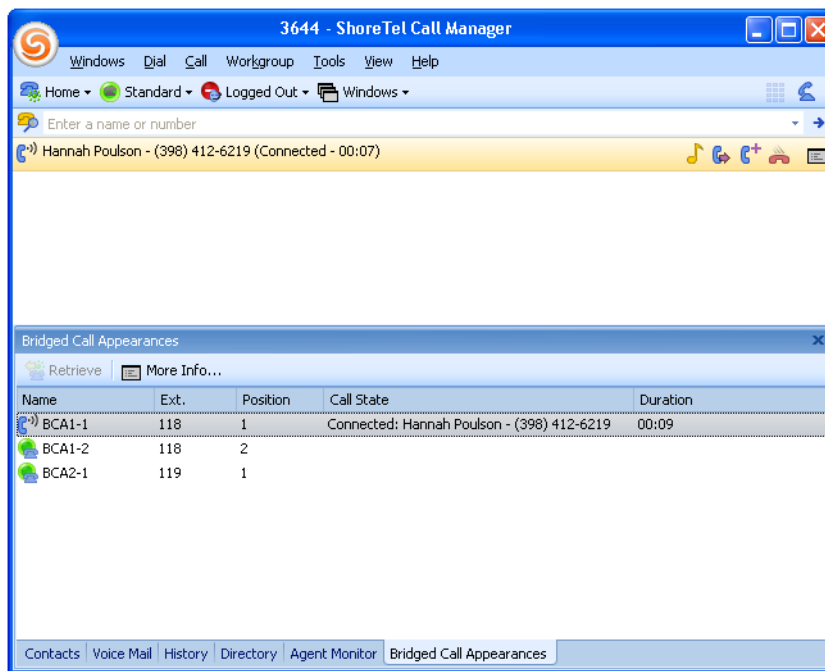 3644 - ShoreTel Call Manager
Windows Dial Call Workgroup Tools View Help
Home Standard Logged Out Windows
Enter a name or number
Hannah Poulson - (398) 412-6219 (Connected - 00:07)
Bridged Call Appearances
Retrieve More Info...
Name Ext. Position Call State Duration
BCA1-1 118 1 Connected: Hannah Poulson - (398) 412-6219 00:09
BCA1-2 118 2
BCA2-1 119 1
Contacts Voice Mail History Directory Agent Monitor Bridged Call Appearances